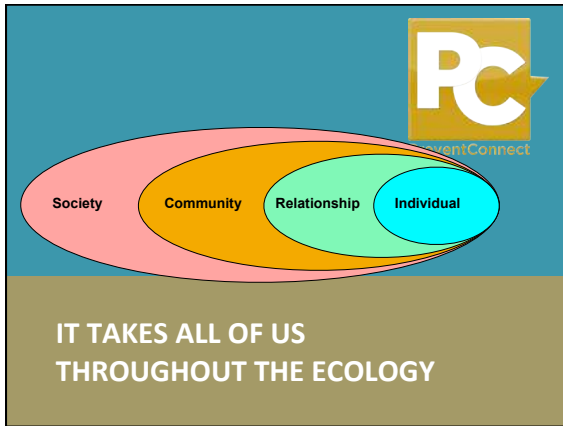 PC
eventConnect
Society Community Relationship Individual
IT TAKES ALL OF US
THROUGHOUT THE ECOLOGY